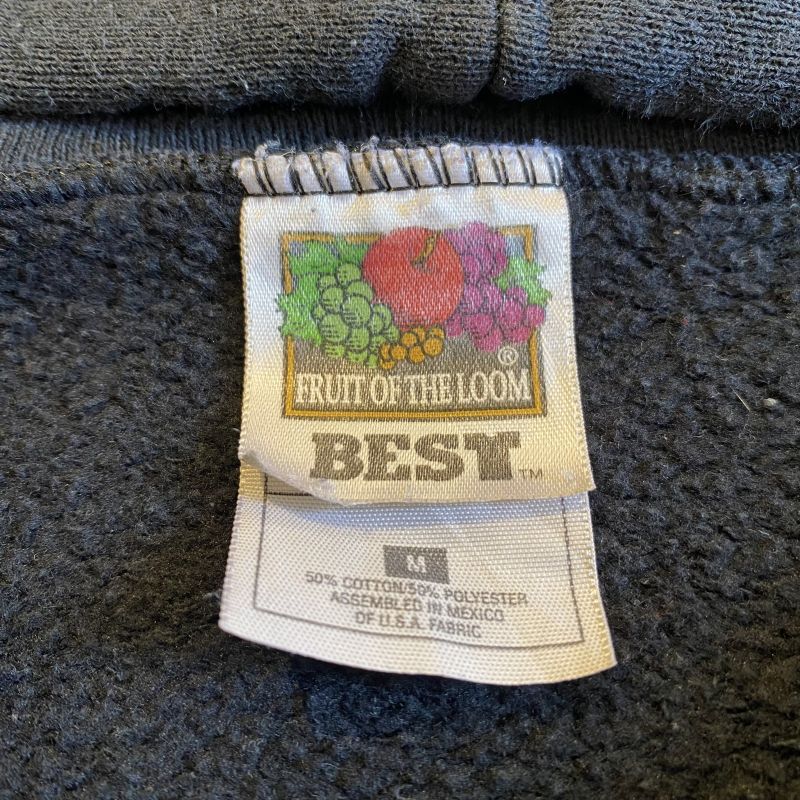 ®
FRUIT OF THE LOOM
BEST™
M
50% COTTON/50% POLYESTER
ASSEMBLED IN MEXICO
OF U.S.A. FABRIC